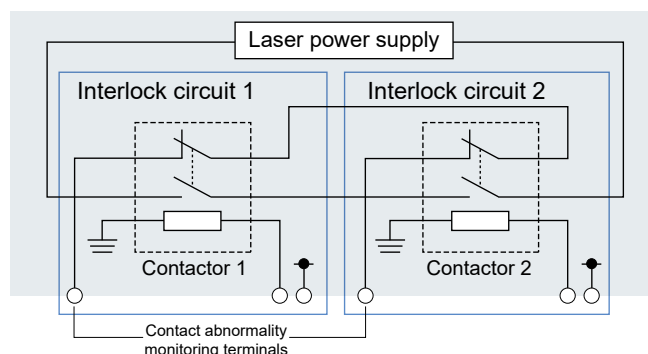 Laser power supply
Interlock circuit 1
Interlock circuit 2
Contactor 1
Contactor 2
Contact abnormality
monitoring terminals